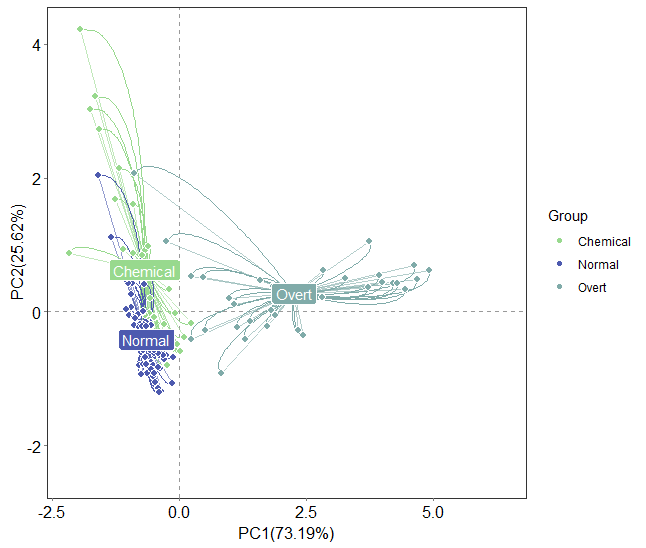 4
2
0
-2
PC2(25.62%)
-2.5
0.0
2.5
5.0
PC1(73.19%)
Chemical
Normal
Overt
Group
Chemical
Normal
Overt